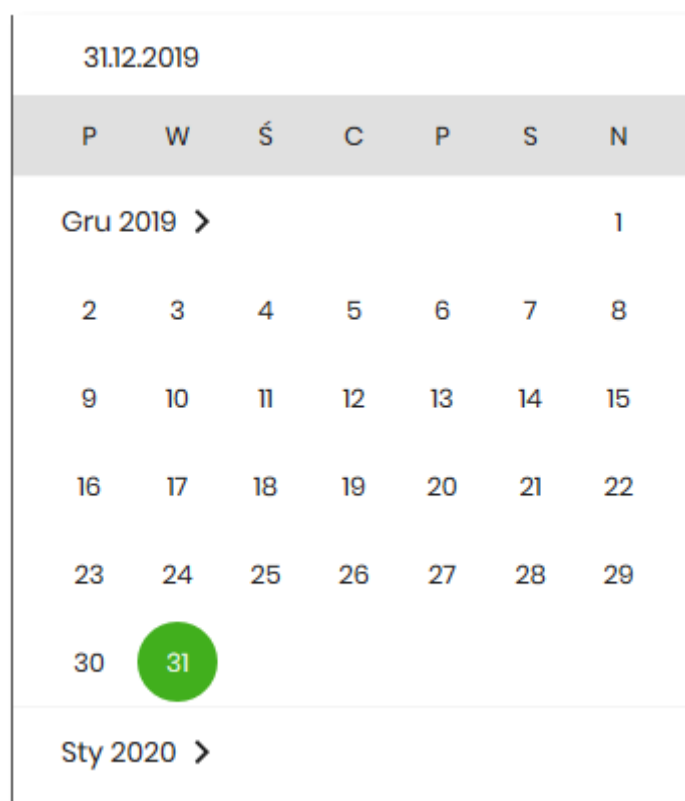 31.12.2019
P W Ś C P S N
Gru 2019 1
2 3 4 5 6 7 8
9 10 11 12 13 14 15
16 17 18 19 20 21 22
23 24 25 26 27 28 29
30 31
Sty 2020